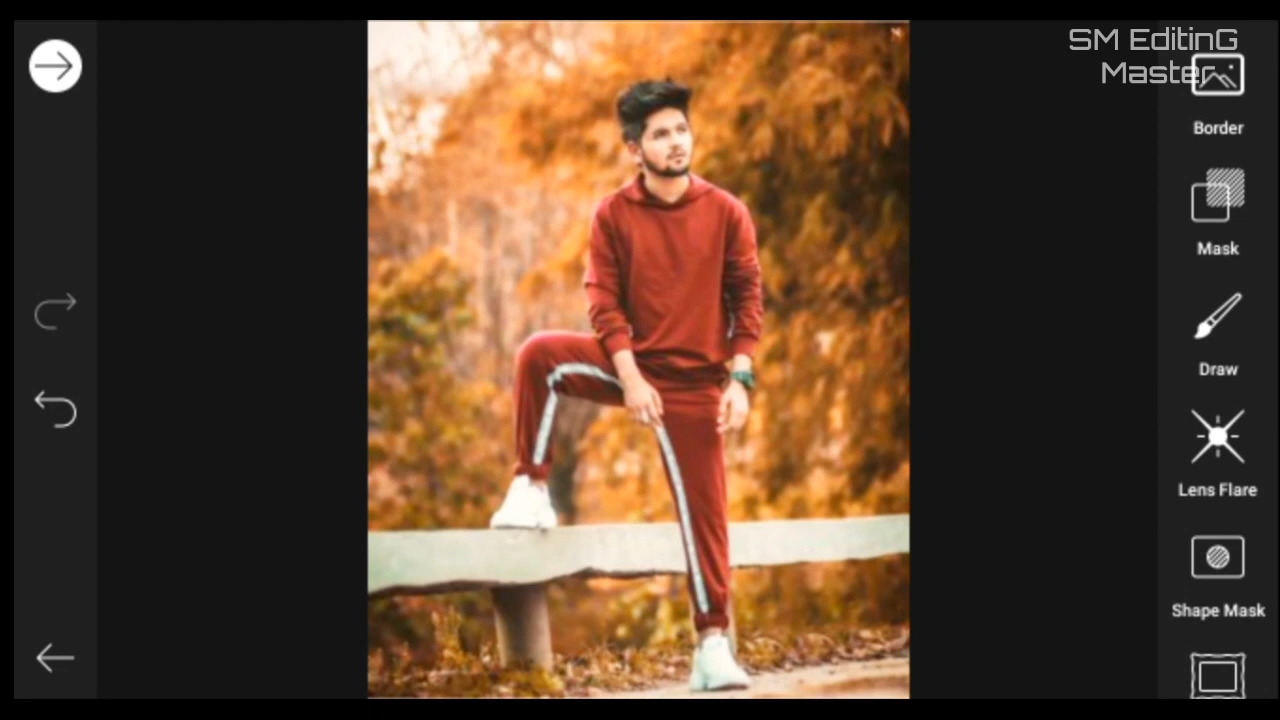 SM EditinG
Master
Border
Mask
Draw
Lens Flare
Shape Mask